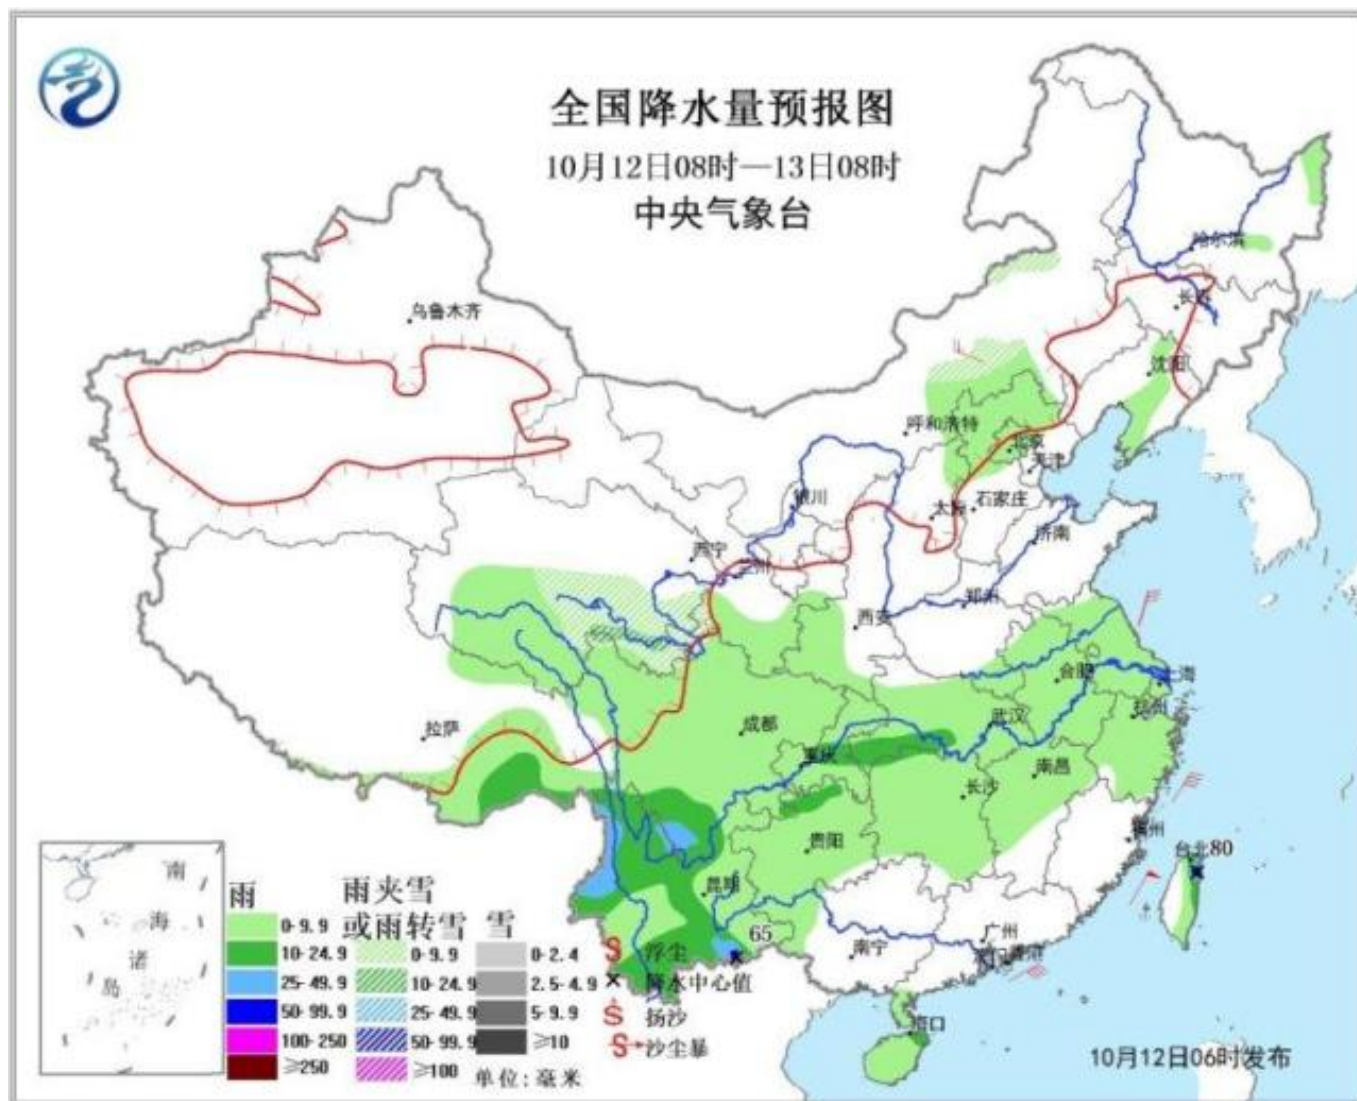 全国降水量预报图
10月12日08时—13日08时
中央气象台
哈尔滨
乌鲁木齐
长春
沈阳
呼和浩特
北京
天津
银川
石家庄
太原
西宁
济南
兰州
郑州
西安
合肥
上海
拉萨
成都
武汉
杭州
重庆
南昌
长沙
贵阳
福州
台北80
昆明
65
广州
南宁
香港
澳门
海口
南
海
诸
岛
雨
0-9.9
10-24.9
25-49.9
50-99.9
100-250
≥250
雨夹雪
或雨转雪
0-9.9
10-24.9
25-49.9
50-99.9
≥100
雪
0-2.4
2.5-4.9
5-9.9
≥10
单位:毫米
浮尘
降水中心值
扬沙
沙尘暴
10月12日06时发布